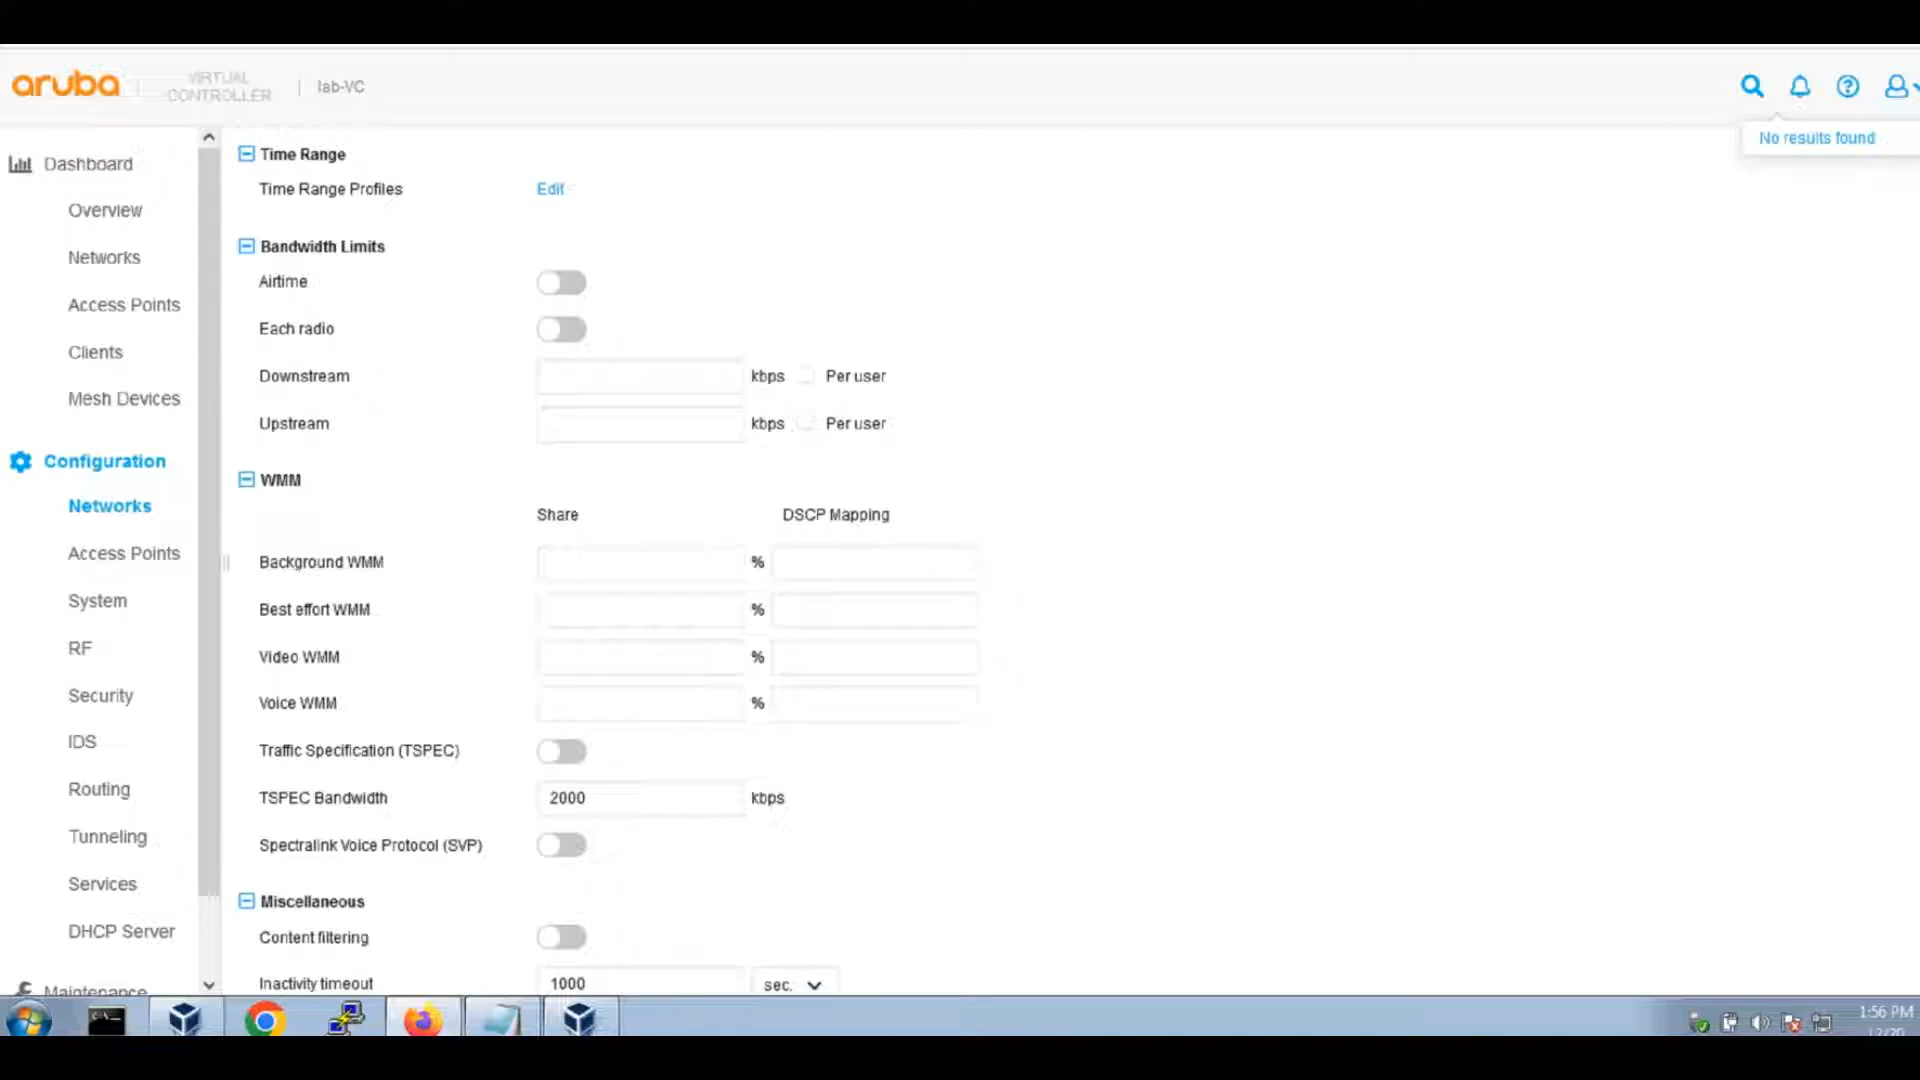 aruba
VIRTUAL
CONTROLLER
lab-VC
No results found
Dashboard
Overview
Networks
Access Points
Clients
Mesh Devices
Configuration
Networks
Access Points
System
RF
Security
IDS
Routing
Tunneling
Services
DHCP Server
Maintenance
Time Range
Time Range Profiles Edit
Bandwidth Limits
Airtime
Each radio
Downstream kbps Per user
Upstream kbps Per user
WMM
Share DSCP Mapping
Background WMM %
Best effort WMM %
Video WMM %
Voice WMM %
Traffic Specification (TSPEC)
TSPEC Bandwidth 2000 kbps
Spectralink Voice Protocol (SVP)
Miscellaneous
Content filtering
Inactivity timeout 1000 sec.
1:56 PM